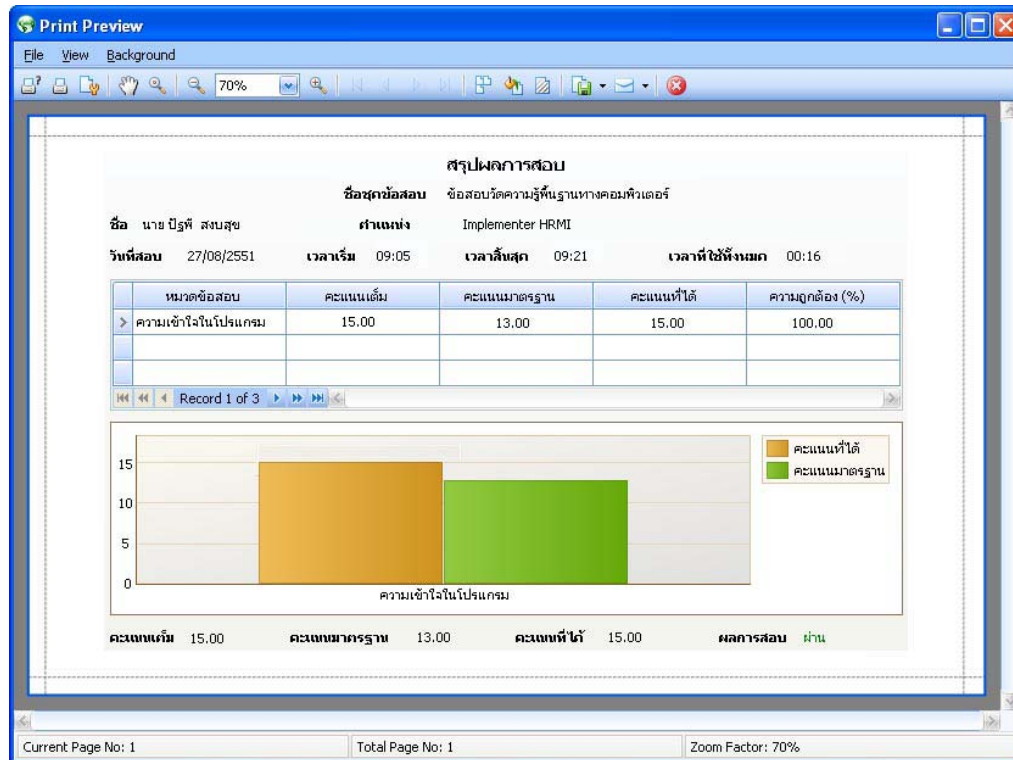 Print Preview
File View Background
70%
สรุปผลการสอบ
ชื่อชุดข้อสอบ ข้อสอบวัดความรู้พื้นฐานทางคอมพิวเตอร์
ชื่อ นาย ปัฐพี สงบสุข ตำแหน่ง Implementer HRMI
วันที่สอบ 27/08/2551 เวลาเริ่ม 09:05 เวลาสิ้นสุด 09:21 เวลาที่ใช้ทั้งหมด 00:16
หมวดข้อสอบ คะแนนเต็ม คะแนนมาตรฐาน คะแนนที่ได้ ความถูกต้อง (%)
ความเข้าใจในโปรแกรม 15.00 13.00 15.00 100.00
Record 1 of 3
คะแนนที่ได้
คะแนนมาตรฐาน
15
10
5
0
ความเข้าใจในโปรแกรม
คะแนนเต็ม 15.00 คะแนนมาตรฐาน 13.00 คะแนนที่ได้ 15.00 ผลการสอบ ผ่าน
Current Page No: 1 Total Page No: 1 Zoom Factor: 70%